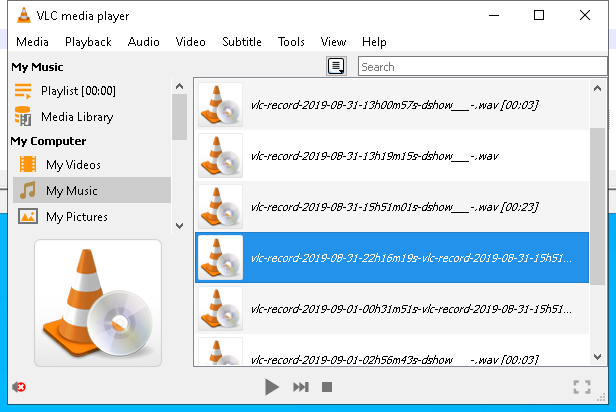 VLC media player
Media Playback Audio Video Subtitle Tools View Help
My Music
Search
Playlist [00:00]
Media Library
My Computer
My Videos
My Music
My Pictures
vlc-record-2019-08-31-13h00m57s-dshow___-.wav [00:03]
vlc-record-2019-08-31-13h19m15s-dshow___-.wav
vlc-record-2019-08-31-15h51m01s-dshow___-.wav [00:23]
vlc-record-2019-08-31-22h16m19s-vlc-record-2019-08-31-15h51...
vlc-record-2019-09-01-00h31m51s-vlc-record-2019-08-31-15h51...
vlc-record-2019-09-01-02h56m43s-dshow___-.wav [00:03]